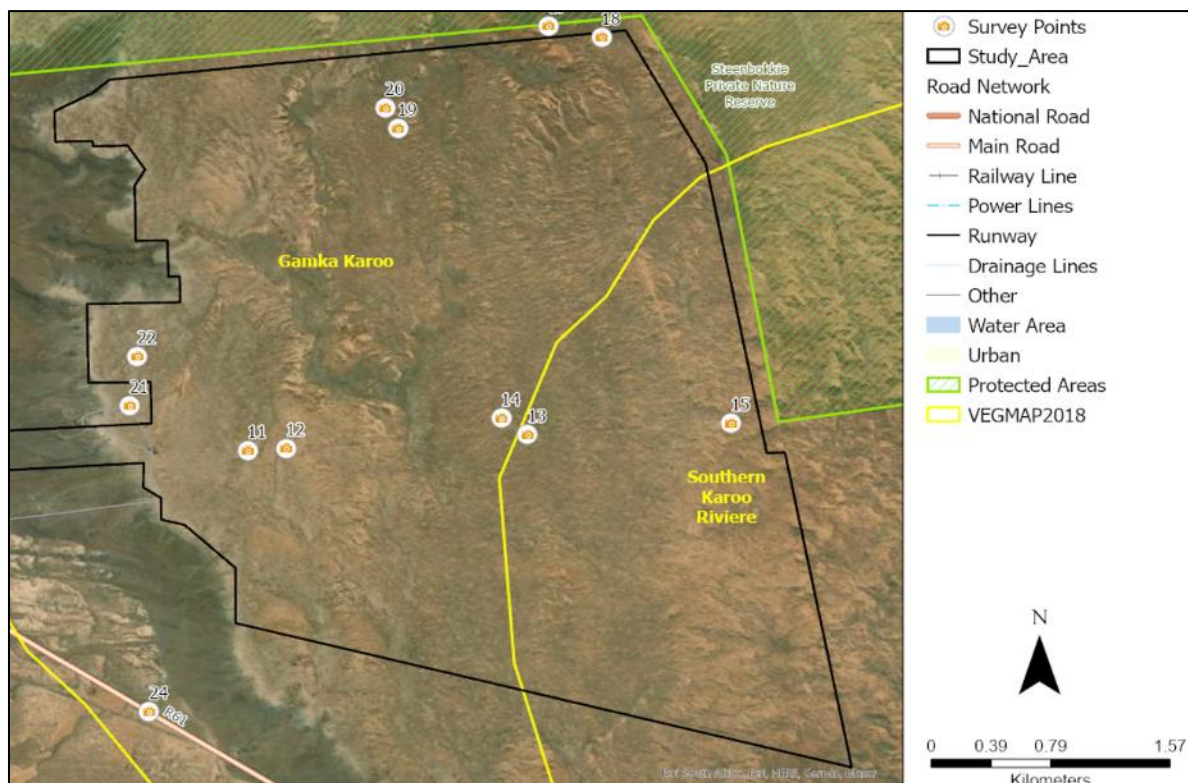 18
Steenbokkie
Private Nature
Reserve
20
19
Gamka Karoo
22
21
14
13
15
11
12
Southern
Karoo
Riviere
24
R61
Survey Points
Study_Area
Road Network
National Road
Main Road
Railway Line
Power Lines
Runway
Drainage Lines
Other
Water Area
Urban
Protected Areas
VEGMAP2018
N
0 0.39 0.79 1.57
Kilometers